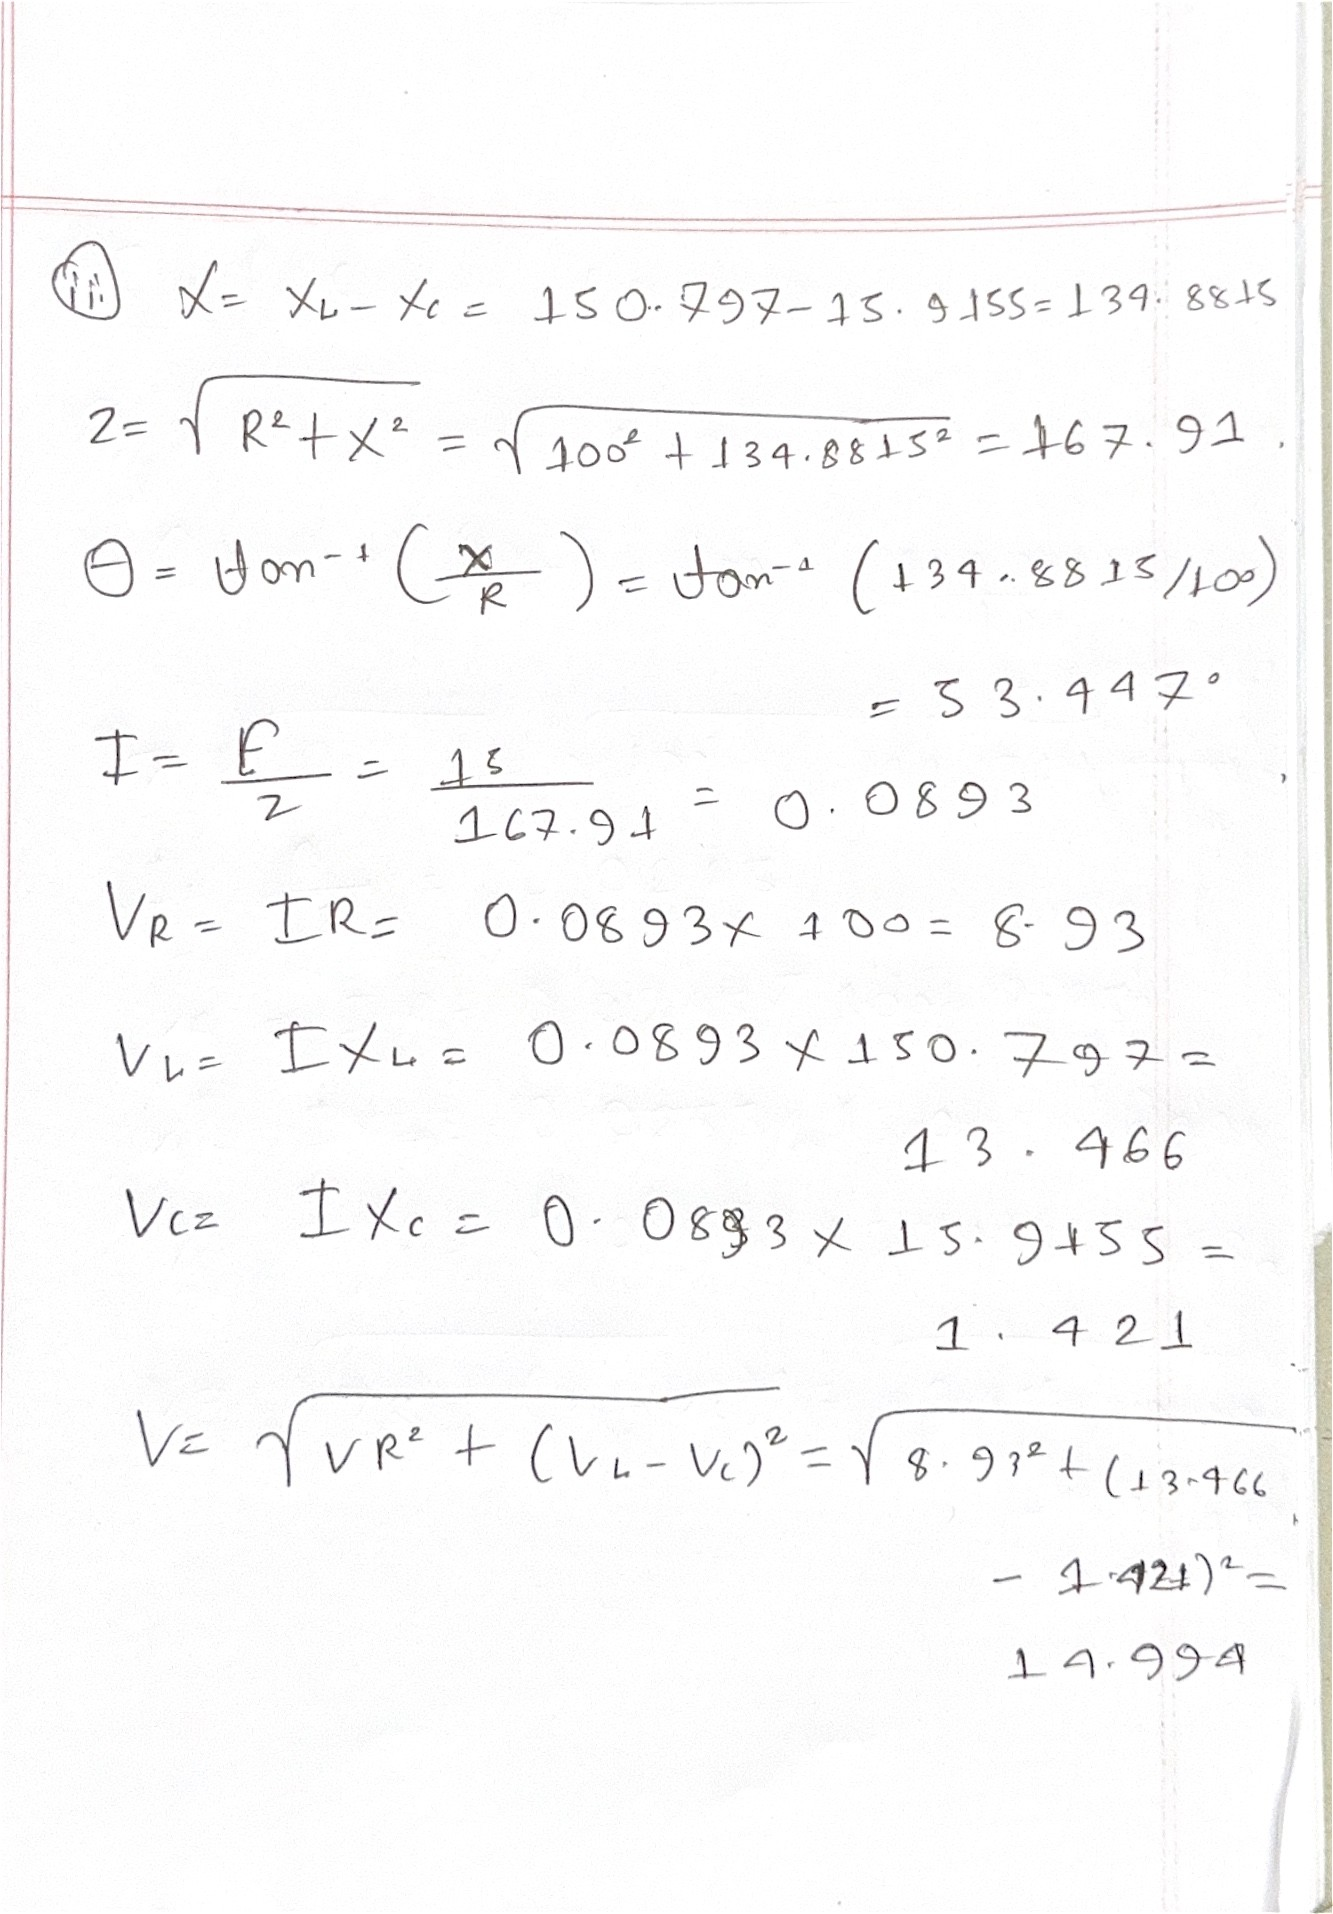 (iii) X = XL - XC = 150.797 - 15.9155 = 134.8815
Z = √R² + X² = √100² + 134.8815² = 167.91
θ = tan⁻¹ (X/R) = tan⁻¹ (134.8815/100)
= 53.447°
I = E/Z = 15/167.91 = 0.0893
VR = IR = 0.0893 × 100 = 8.93
VL = IXL = 0.0893 × 150.797 =
13.466
VC = IXC = 0.0893 × 15.9155 =
1.421
V = √VR² + (VL - VC)² = √8.93² + (13.466
- 1.421)² =
14.994